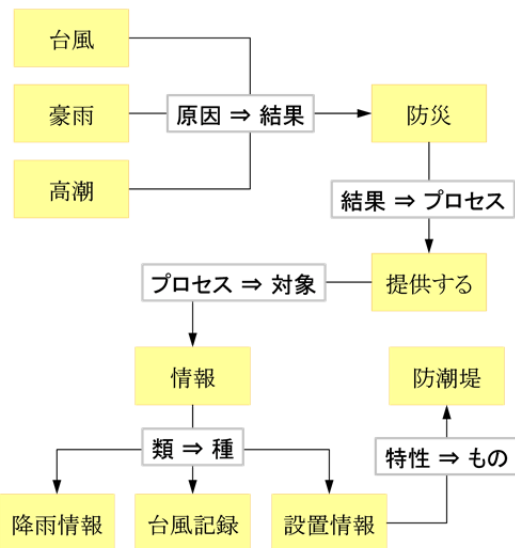 台風
豪雨
原因 ⇒ 結果
防災
高潮
結果 ⇒ プロセス
プロセス ⇒ 対象
提供する
情報
防潮堤
類 ⇒ 種
特性 ⇒ もの
降雨情報
台風記録
設置情報